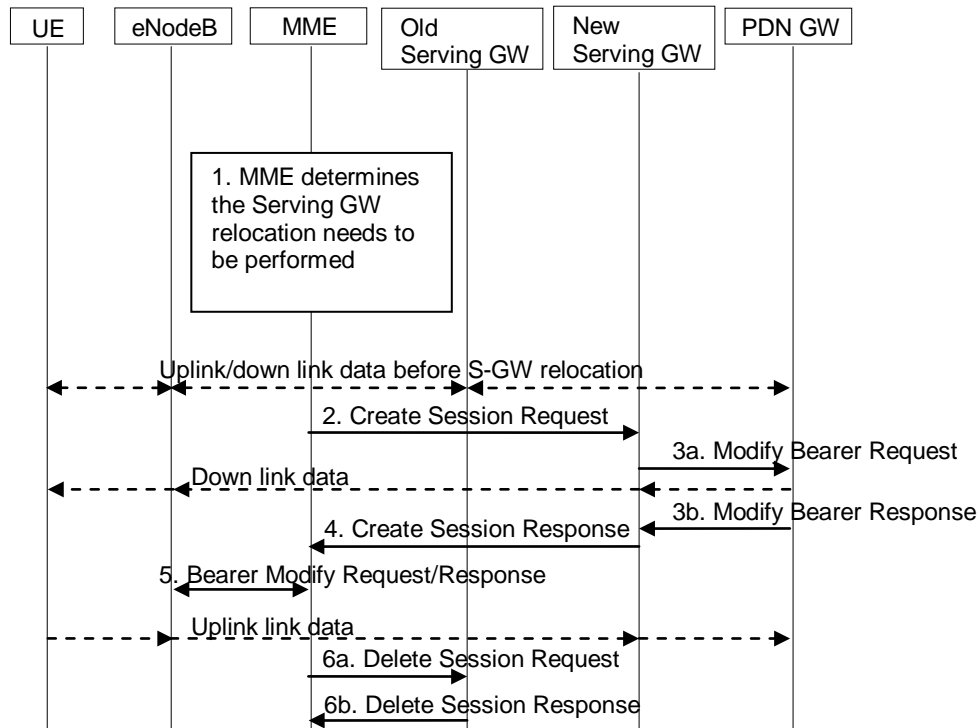 UE
eNodeB
MME
Old
Serving GW
New
Serving GW
PDN GW
1. MME determines
the Serving GW
relocation needs to
be performed
Uplink/down link data before S-GW relocation
2. Create Session Request
3a. Modify Bearer Request
Down link data
3b. Modify Bearer Response
4. Create Session Response
5. Bearer Modify Request/Response
Uplink link data
6a. Delete Session Request
6b. Delete Session Response